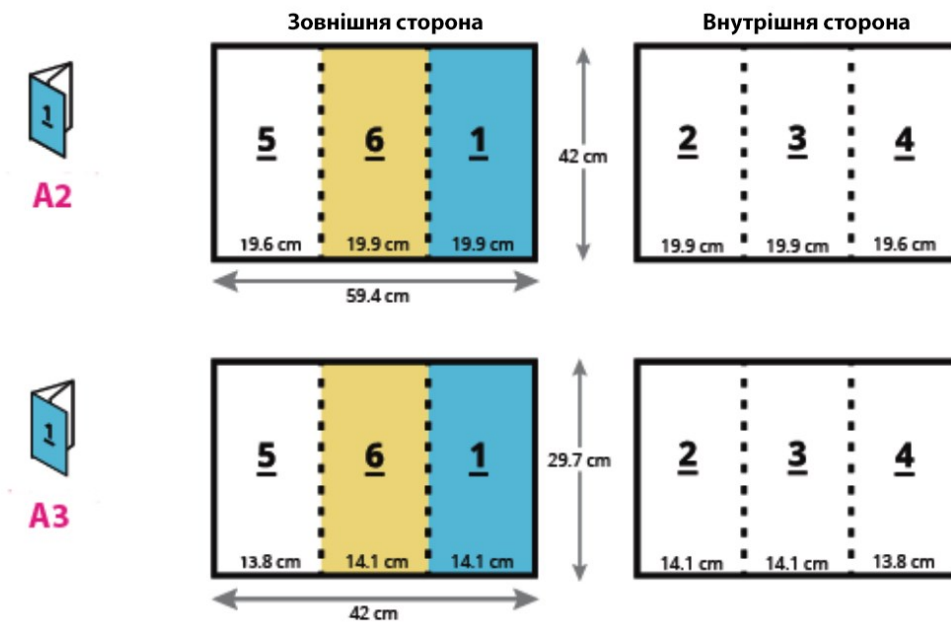 Зовнішня сторона
Внутрішня сторона
1
A2
5 6 1
19.6 cm 19.9 cm 19.9 cm
42 cm
59.4 cm
2 3 4
19.9 cm 19.9 cm 19.6 cm
1
A3
5 6 1
13.8 cm 14.1 cm 14.1 cm
29.7 cm
42 cm
2 3 4
14.1 cm 14.1 cm 13.8 cm